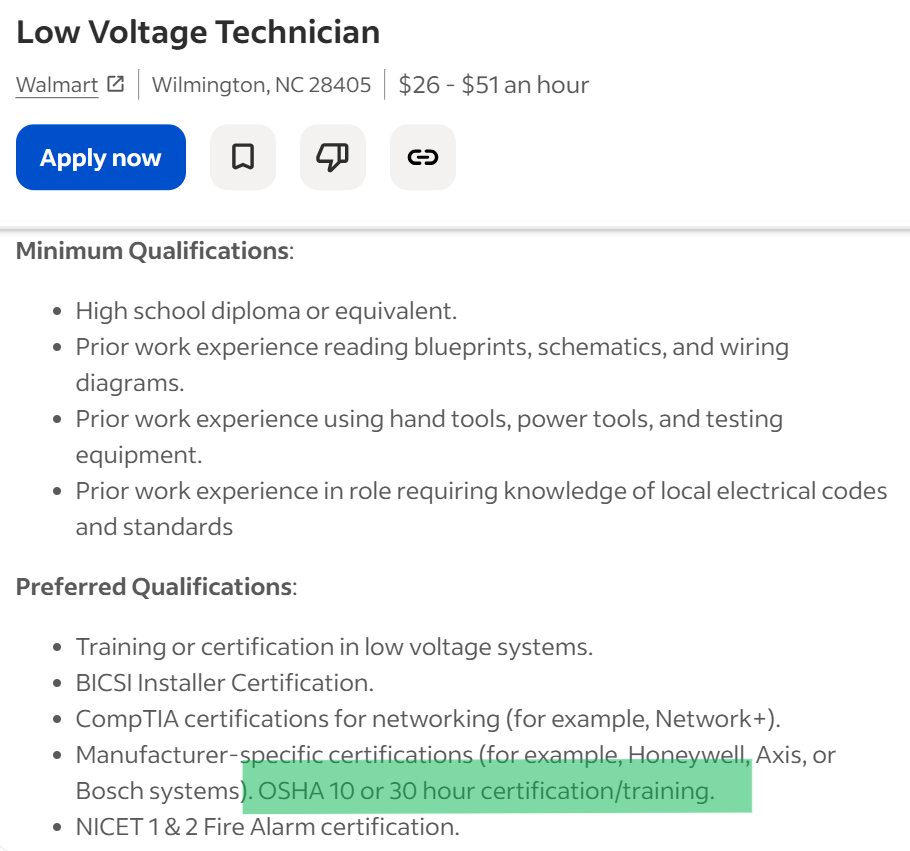 Low Voltage Technician
Walmart Wilmington, NC 28405 $26 - $51 an hour
Apply now
Minimum Qualifications:
• High school diploma or equivalent.
• Prior work experience reading blueprints, schematics, and wiring
diagrams.
• Prior work experience using hand tools, power tools, and testing
equipment.
• Prior work experience in role requiring knowledge of local electrical codes
and standards
Preferred Qualifications:
• Training or certification in low voltage systems.
• BICSI Installer Certification.
• CompTIA certifications for networking (for example, Network+).
• Manufacturer-specific certifications (for example, Honeywell, Axis, or
Bosch systems). OSHA 10 or 30 hour certification/training.
• NICET 1 & 2 Fire Alarm certification.